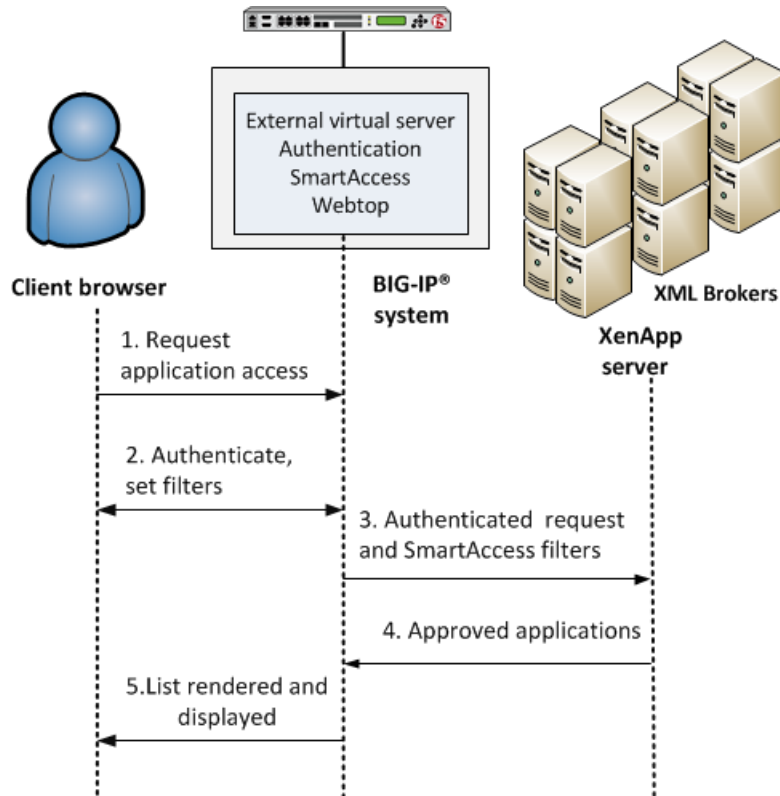 External virtual server
Authentication
SmartAccess
Webtop
Client browser
BIG-IP®
system
XML Brokers
XenApp
server
1. Request
application access
2. Authenticate,
set filters
3. Authenticated request
and SmartAccess filters
4. Approved applications
5.List rendered and
displayed